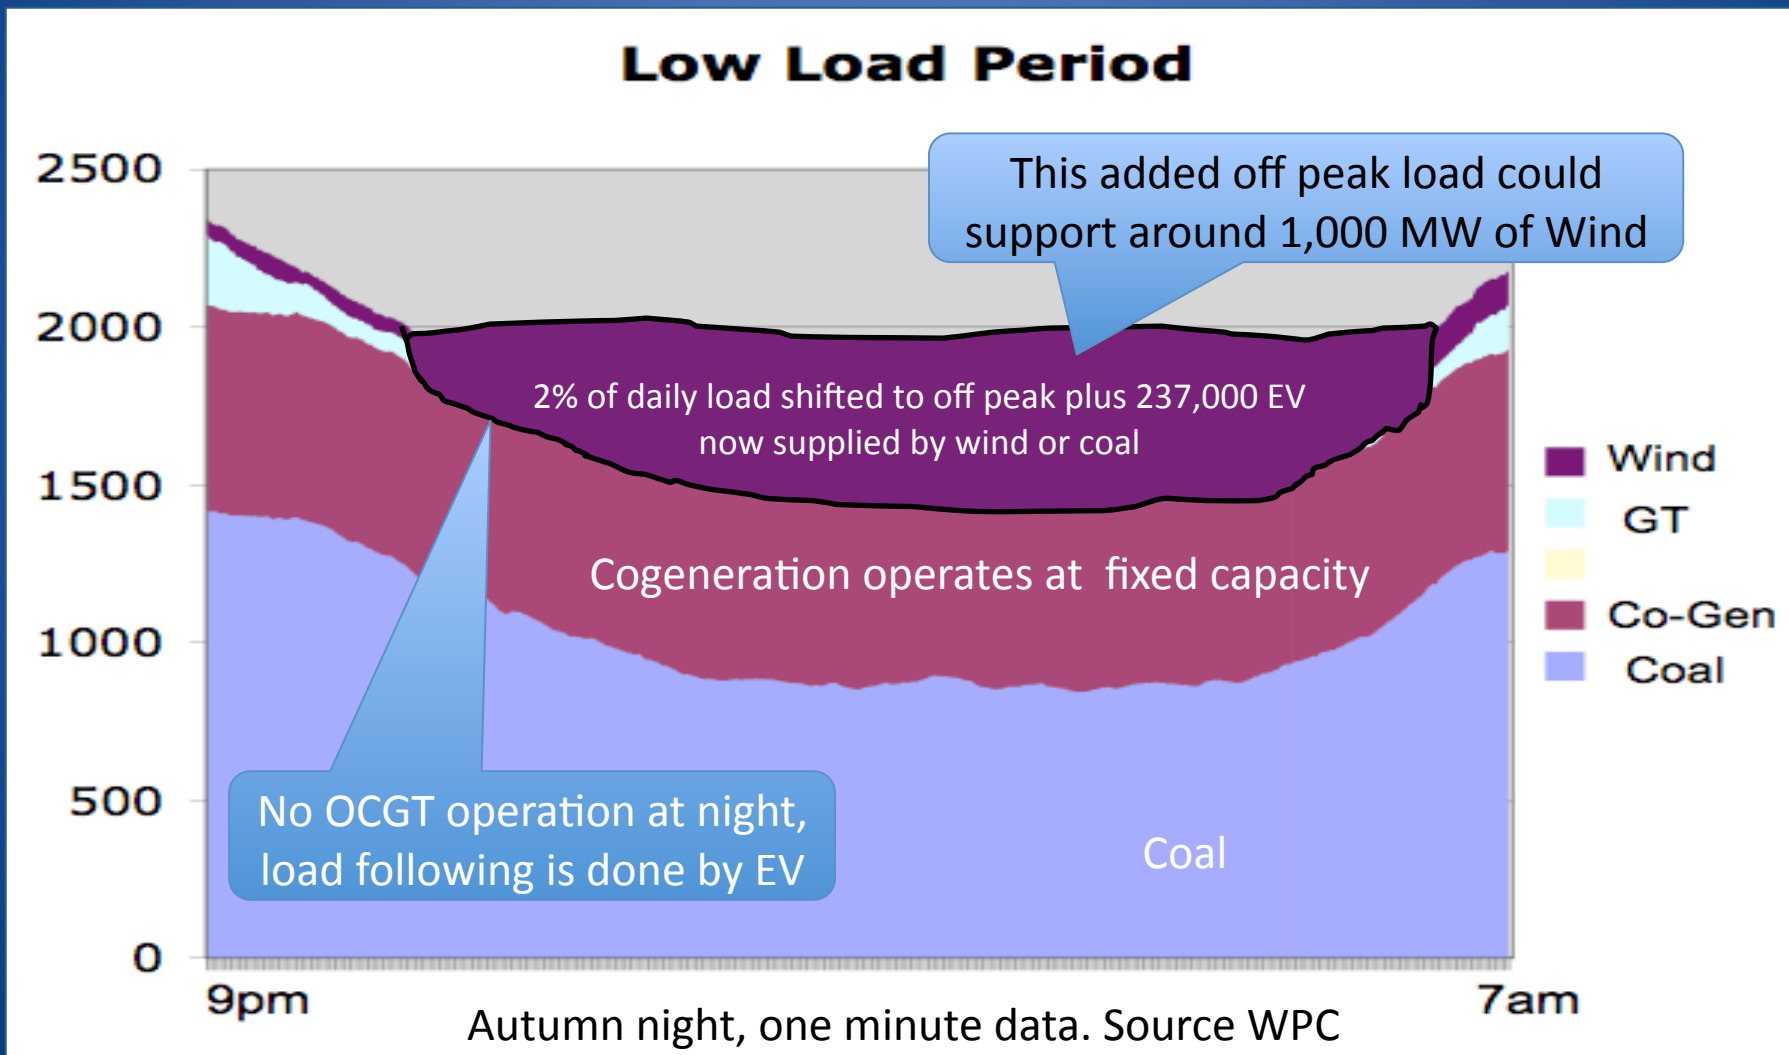 Low Load Period
2500
2000
1500
1000
500
0
This added off peak load could
support around 1,000 MW of Wind
2% of daily load shifted to off peak plus 237,000 EV
now supplied by wind or coal
Cogeneration operates at fixed capacity
No OCGT operation at night,
load following is done by EV
Coal
Wind
GT
Co-Gen
Coal
9pm
7am
Autumn night, one minute data. Source WPC